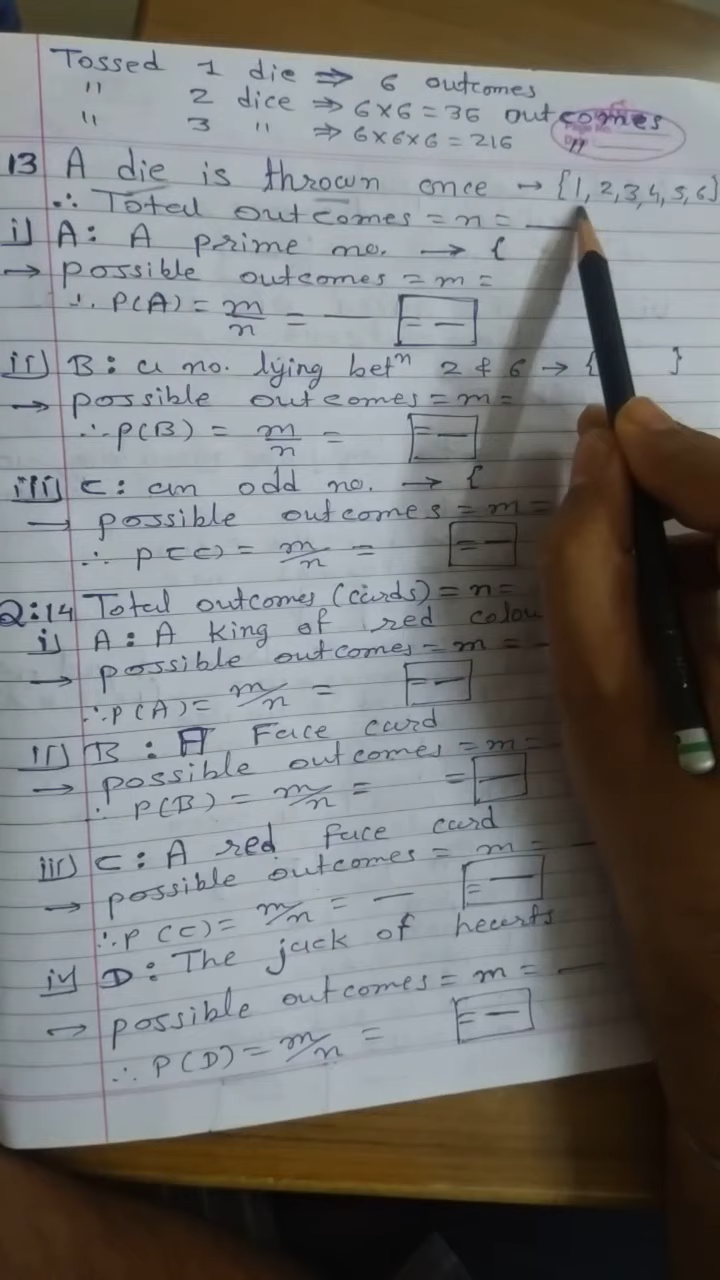 Tossed 1 die ⇒ 6 outcomes
" 2 dice ⇒ 6×6 = 36 outcomes
" 3 " ⇒ 6×6×6 = 216 "
13 A die is thrown once → {1, 2, 3, 4, 5, 6}
∴ Total outcomes = n = __
i) A: A prime no. → {
→ possible outcomes = m =
∴ P(A) = m/n = — = —
ii) B: a no. lying betⁿ 2 & 6 → { }
→ possible outcomes = m =
∴ P(B) = m/n = = —
iii) C: an odd no. → {
→ possible outcomes = m =
∴ P(C) = m/n = = —
Q:14 Total outcomes (cards) = n =
i) A: A king of red colou
→ possible outcomes = m = —
∴ P(A) = m/n = = —
ii) B: A Face card
→ possible outcomes = m = —
∴ P(B) = m/n = = —
iii) C: A red face card
→ possible outcomes = m = —
∴ P(C) = m/n = — = —
iv) D: The jack of hearts
→ possible outcomes = m = —
∴ P(D) = m/n = = —